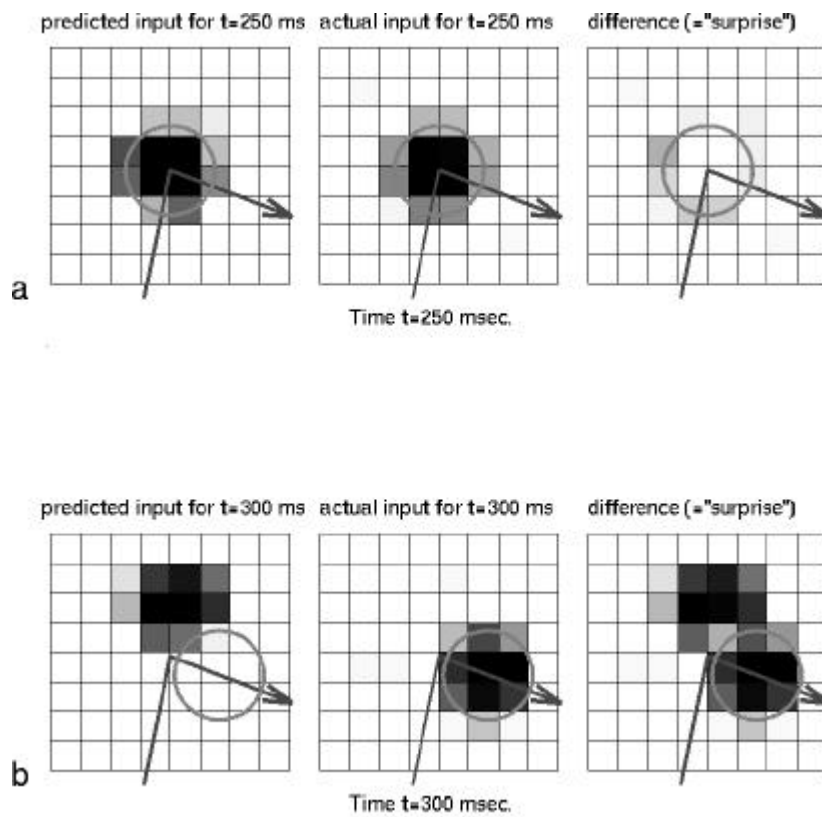 predicted input for t=250 ms actual input for t=250 ms difference (="surprise")
a
Time t=250 msec.
predicted input for t=300 ms actual input for t=300 ms difference (="surprise")
b
Time t=300 msec.